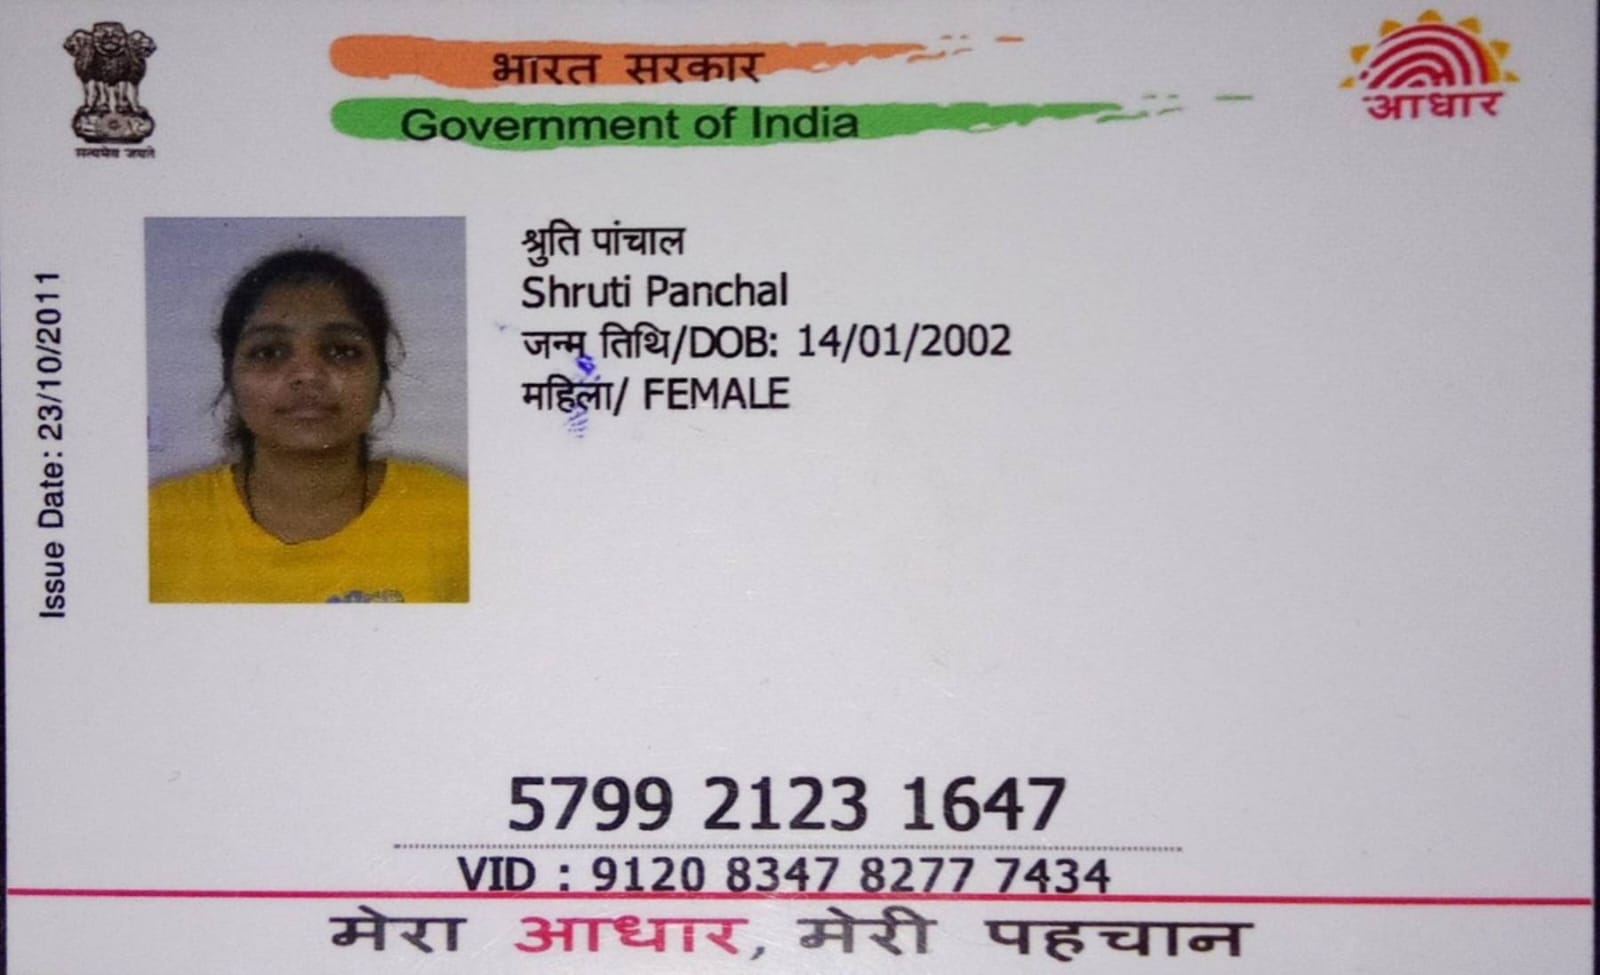 सत्यमेव जयते
भारत सरकार
Government of India
आधार
Issue Date: 23/10/2011
श्रुति पांचाल
Shruti Panchal
जन्म तिथि/DOB: 14/01/2002
महिला/ FEMALE
5799 2123 1647
VID : 9120 8347 8277 7434
मेरा आधार, मेरी पहचान